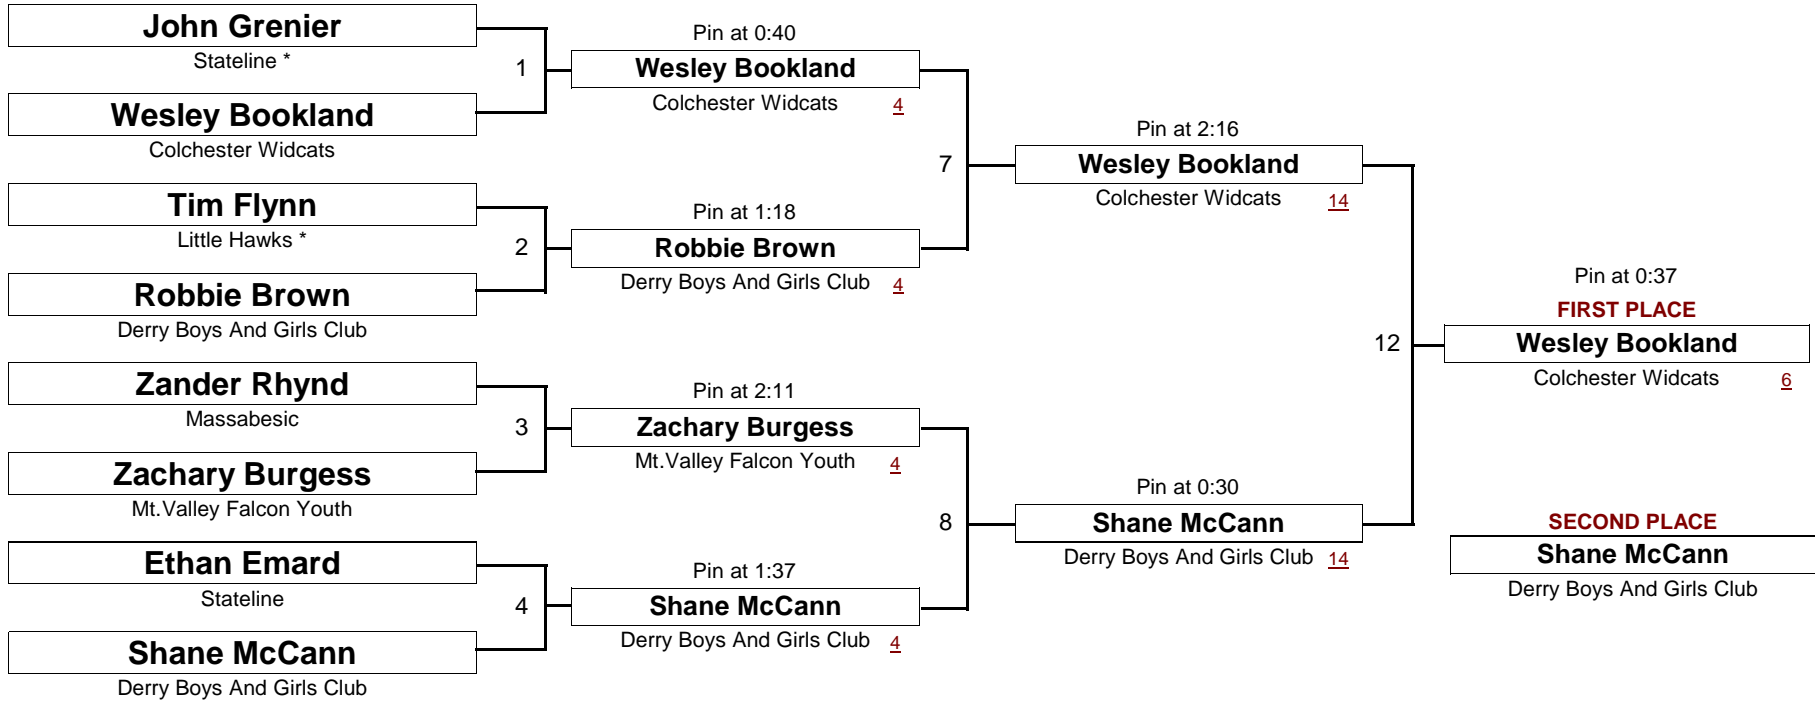 John Grenier
Stateline *
1
Wesley Bookland
Colchester Widcats
Tim Flynn
Little Hawks *
2
Robbie Brown
Derry Boys And Girls Club
Zander Rhynd
Massabesic
3
Zachary Burgess
Mt.Valley Falcon Youth
Ethan Emard
Stateline
4
Shane McCann
Derry Boys And Girls Club
Pin at 0:40
Wesley Bookland
Colchester Widcats 4
7
Pin at 1:18
Robbie Brown
Derry Boys And Girls Club 4
Pin at 2:11
Zachary Burgess
Mt.Valley Falcon Youth 4
8
Pin at 1:37
Shane McCann
Derry Boys And Girls Club 4
Pin at 2:16
Wesley Bookland
Colchester Widcats 14
12
Pin at 0:30
Shane McCann
Derry Boys And Girls Club 14
Pin at 0:37
FIRST PLACE
Wesley Bookland
Colchester Widcats 6
SECOND PLACE
Shane McCann
Derry Boys And Girls Club